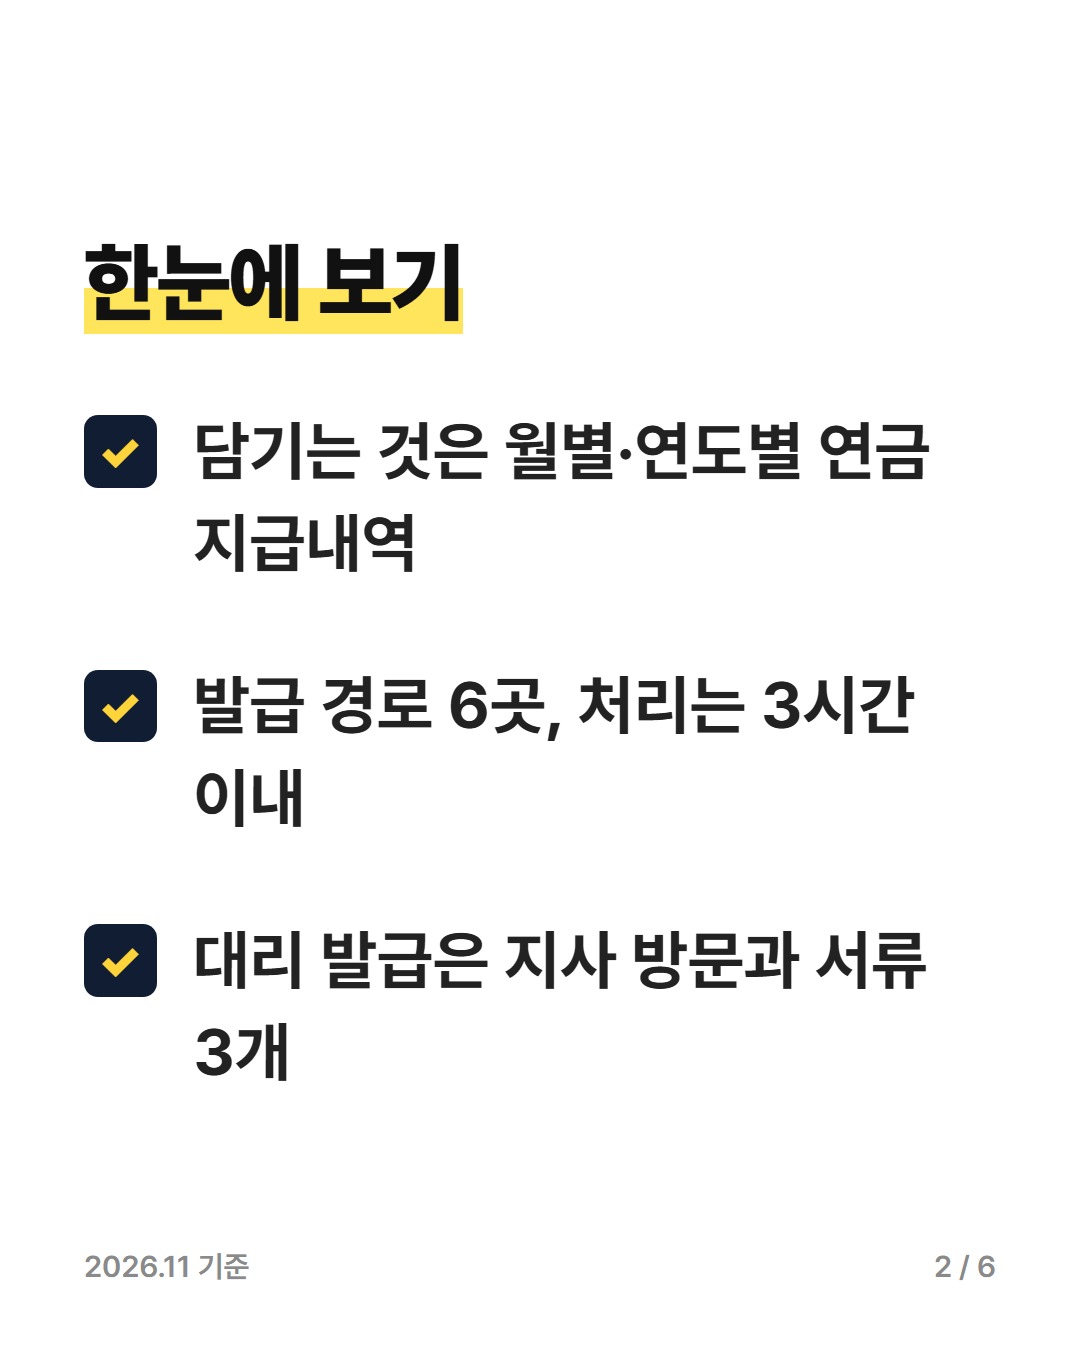 한눈에 보기
담기는 것은 월별·연도별 연금
지급내역
발급 경로 6곳, 처리는 3시간
이내
대리 발급은 지사 방문과 서류
3개
2026.11 기준
2 / 6